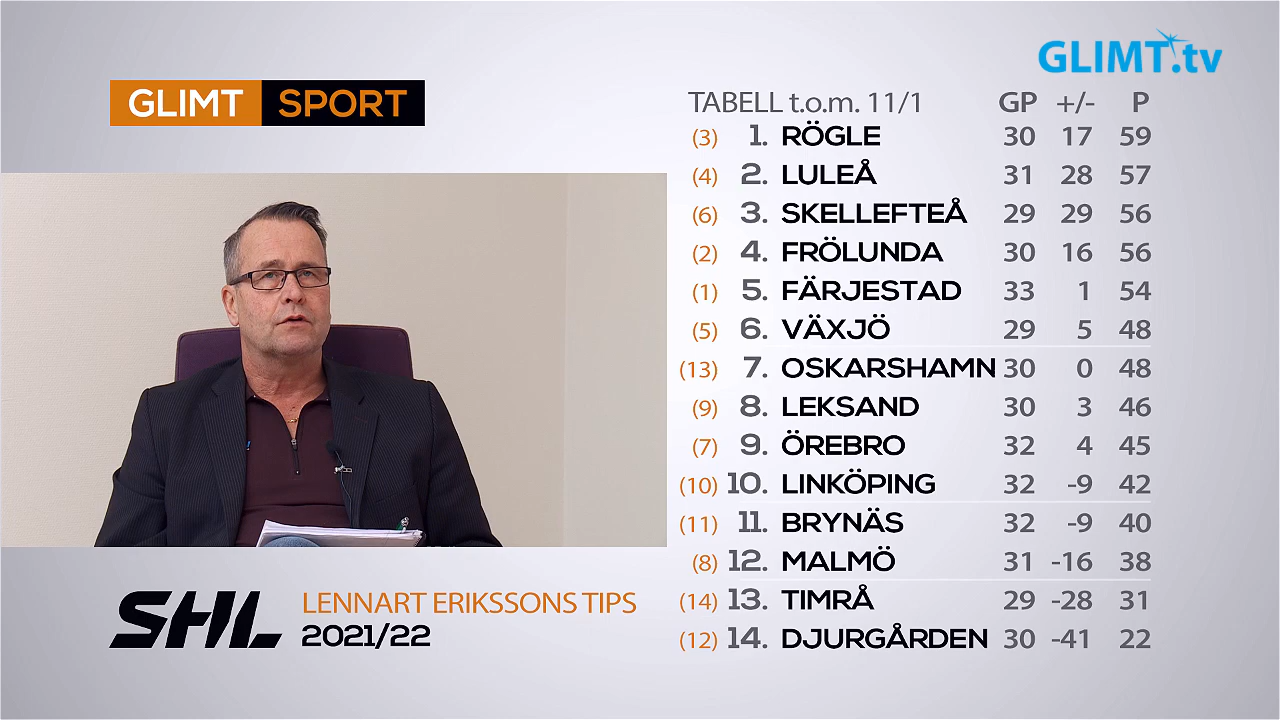 GLIMT.tv
GLIMT SPORT
TABELL t.o.m. 11/1 GP +/- P
(3) 1. RÖGLE 30 17 59
(4) 2. LULEÅ 31 28 57
(6) 3. SKELLEFTEÅ 29 29 56
(2) 4. FRÖLUNDA 30 16 56
(1) 5. FÄRJESTAD 33 1 54
(5) 6. VÄXJÖ 29 5 48
(13) 7. OSKARSHAMN 30 0 48
(9) 8. LEKSAND 30 3 46
(7) 9. ÖREBRO 32 4 45
(10) 10. LINKÖPING 32 -9 42
(11) 11. BRYNÄS 32 -9 40
(8) 12. MALMÖ 31 -16 38
(14) 13. TIMRÅ 29 -28 31
(12) 14. DJURGÅRDEN 30 -41 22
SHL
LENNART ERIKSSONS TIPS
2021/22